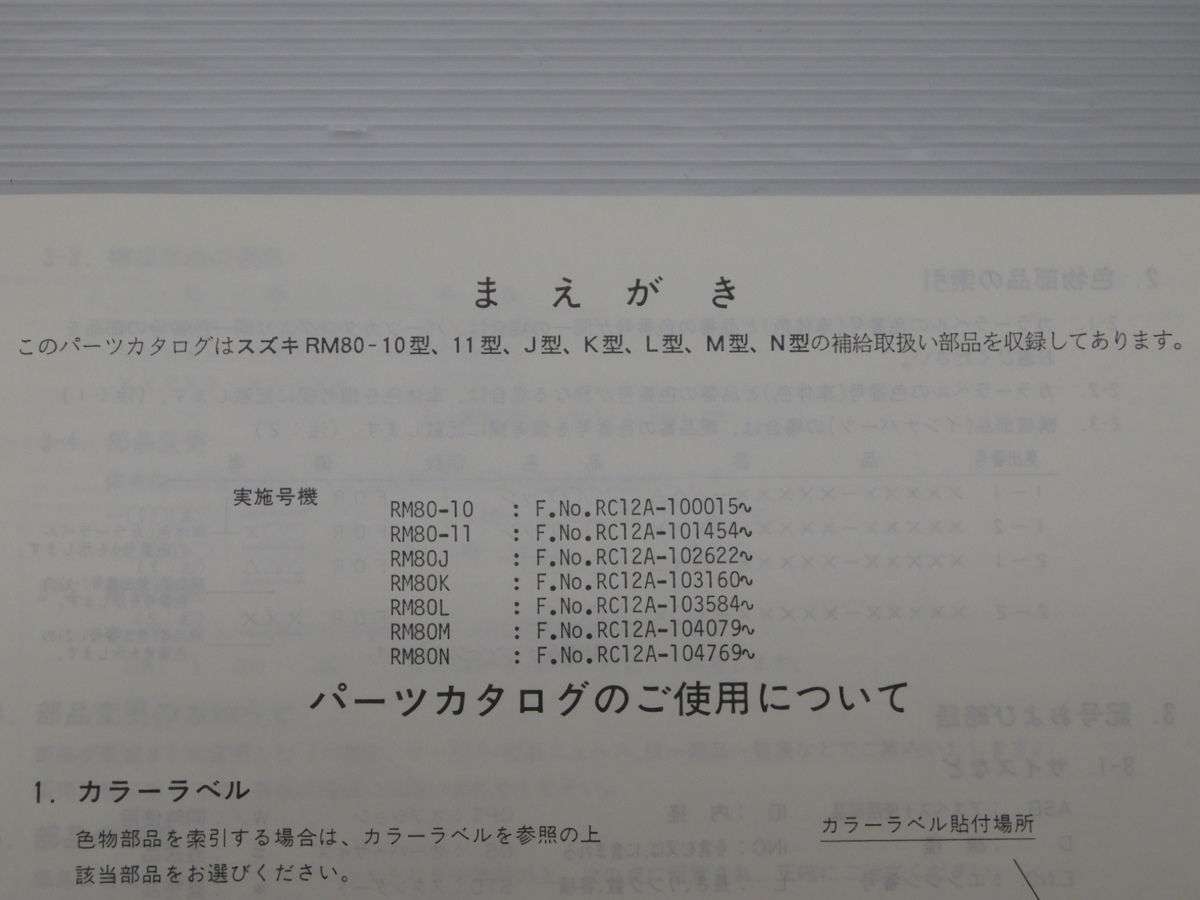 まえがき
このパーツカタログはスズキRM80-10型、11型、J型、K型、L型、M型、N型の補給取扱い部品を収録してあります。
実施号機
RM80-10 : F.No.RC12A-100015~
RM80-11 : F.No.RC12A-101454~
RM80J : F.No.RC12A-102622~
RM80K : F.No.RC12A-103160~
RM80L : F.No.RC12A-103584~
RM80M : F.No.RC12A-104079~
RM80N : F.No.RC12A-104769~
パーツカタログのご使用について
1. カラーラベル
色物部品を索引する場合は、カラーラベルを参照の上
該当部品をお選びください。
カラーラベル貼付場所